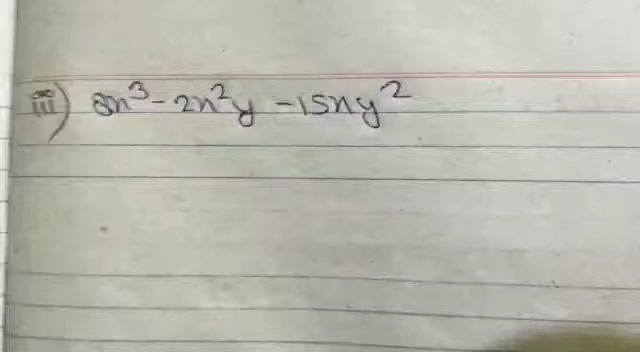 iii) 8x³ - 2x²y - 15xy²